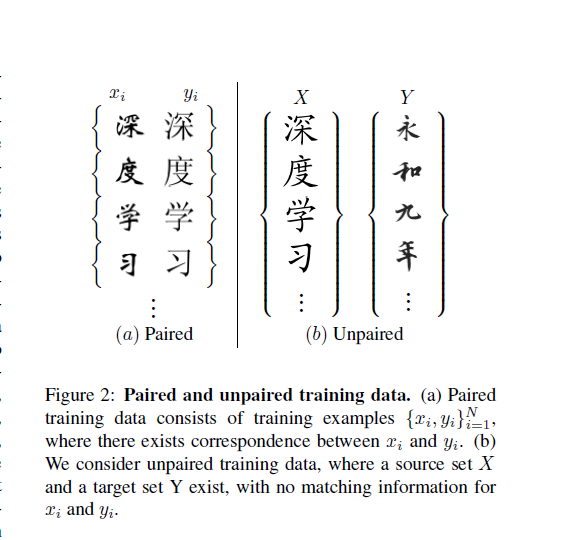 x_i y_i
深 深
度 度
学 学
习 习
⋮
(a) Paired
X Y
深 永
度 和
学 九
习 年
⋮ ⋮
(b) Unpaired
Figure 2: Paired and unpaired training data. (a) Paired
training data consists of training examples {x_i, y_i}_{i=1}^N,
where there exists correspondence between x_i and y_i. (b)
We consider unpaired training data, where a source set X
and a target set Y exist, with no matching information for
x_i and y_i.